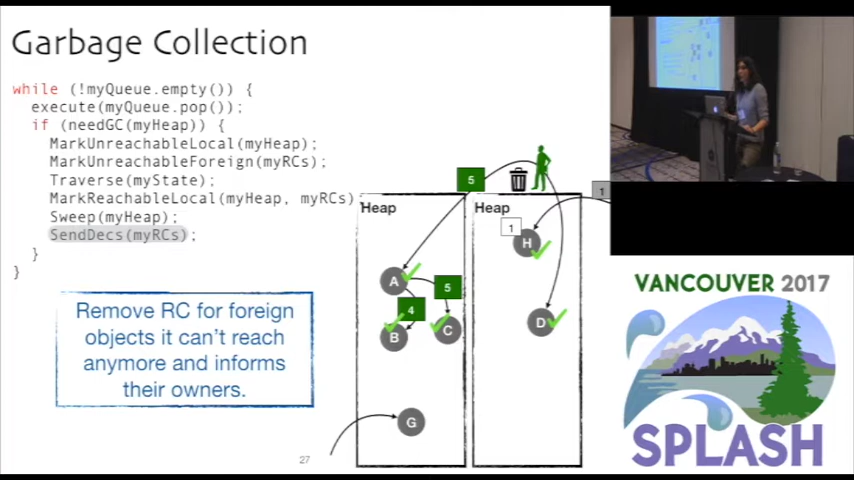 Garbage Collection
while (!myQueue.empty()) {
execute(myQueue.pop());
if (needGC(myHeap)) {
MarkUnreachableLocal(myHeap);
MarkUnreachableForeign(myRCs);
Traverse(myState);
MarkReachableLocal(myHeap, myRCs)
Sweep(myHeap);
SendDecs(myRCs);
}
}
Remove RC for foreign
objects it can't reach
anymore and informs
their owners.
27
5
1
Heap
Heap
1
H
A
5
4
B
C
D
G
VANCOUVER 2017
SPLASH